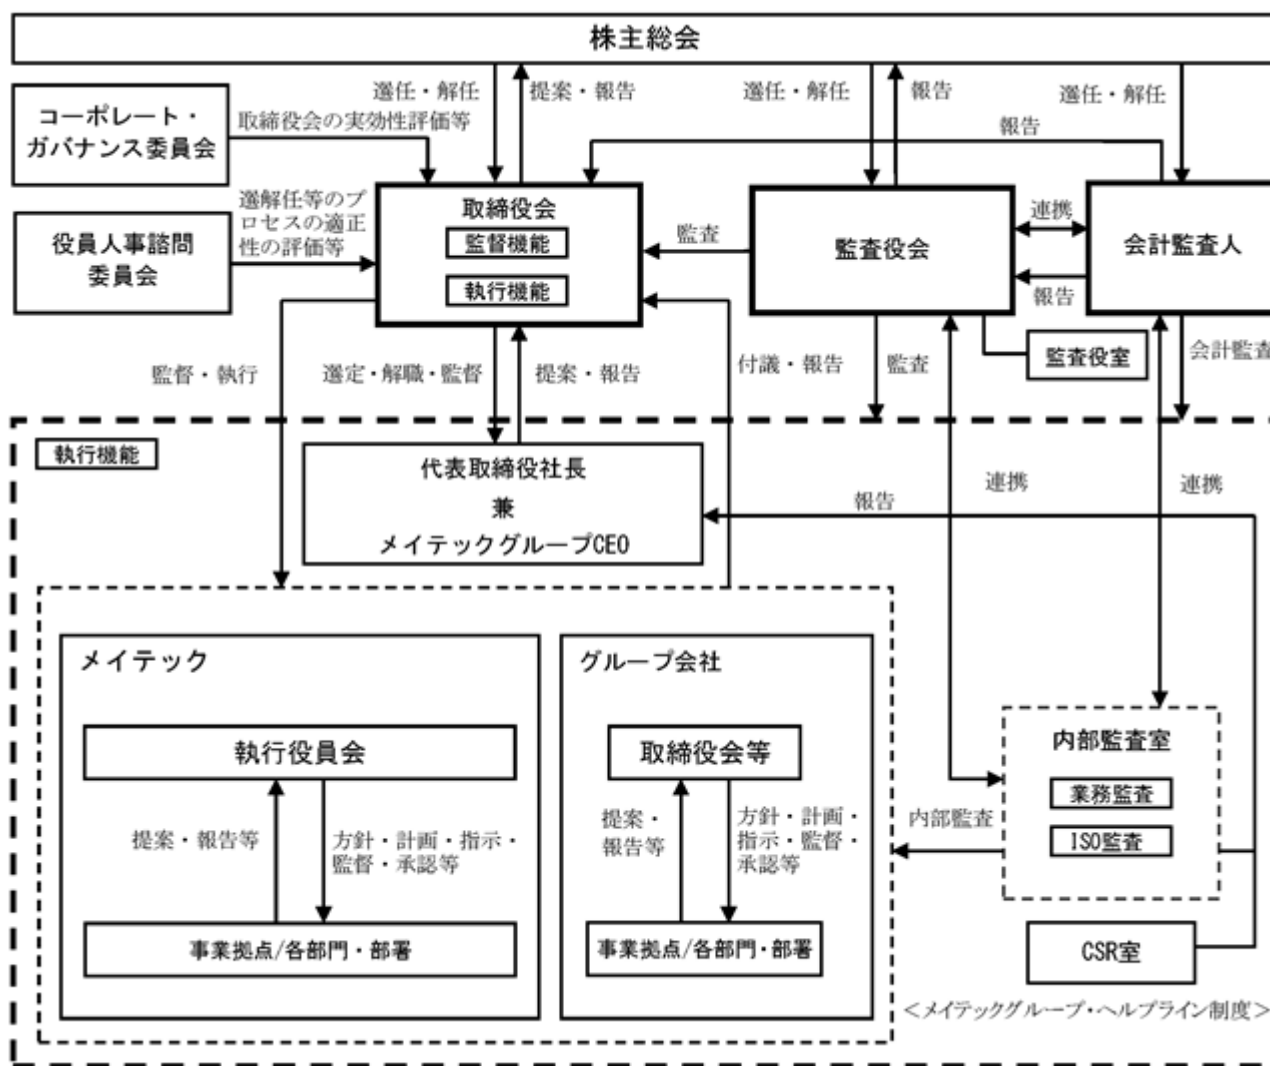 株主総会
選任・解任
提案・報告
選任・解任
報告
選任・解任
コーポレート・
ガバナンス委員会
取締役会の実効性評価等
報告
役員人事諮問
委員会
選解任等のプ
ロセスの適正
性の評価等
取締役会
監督機能
執行機能
監査
監査役会
連携
報告
会計監査人
監督・執行
選定・解職・監督
提案・報告
付議・報告
監査
監査役室
会計監査
執行機能
代表取締役社長
兼
メイテックグループCEO
報告
連携
連携
メイテック
執行役員会
提案・報告等
方針・計画・指示・
監督・承認等
事業拠点/各部門・部署
グループ会社
取締役会等
提案・
報告等
方針・計画・
指示・監督・
承認等
事業拠点/各部門・部署
内部監査
内部監査室
業務監査
ISO監査
CSR室
＜メイテックグループ・ヘルプライン制度＞